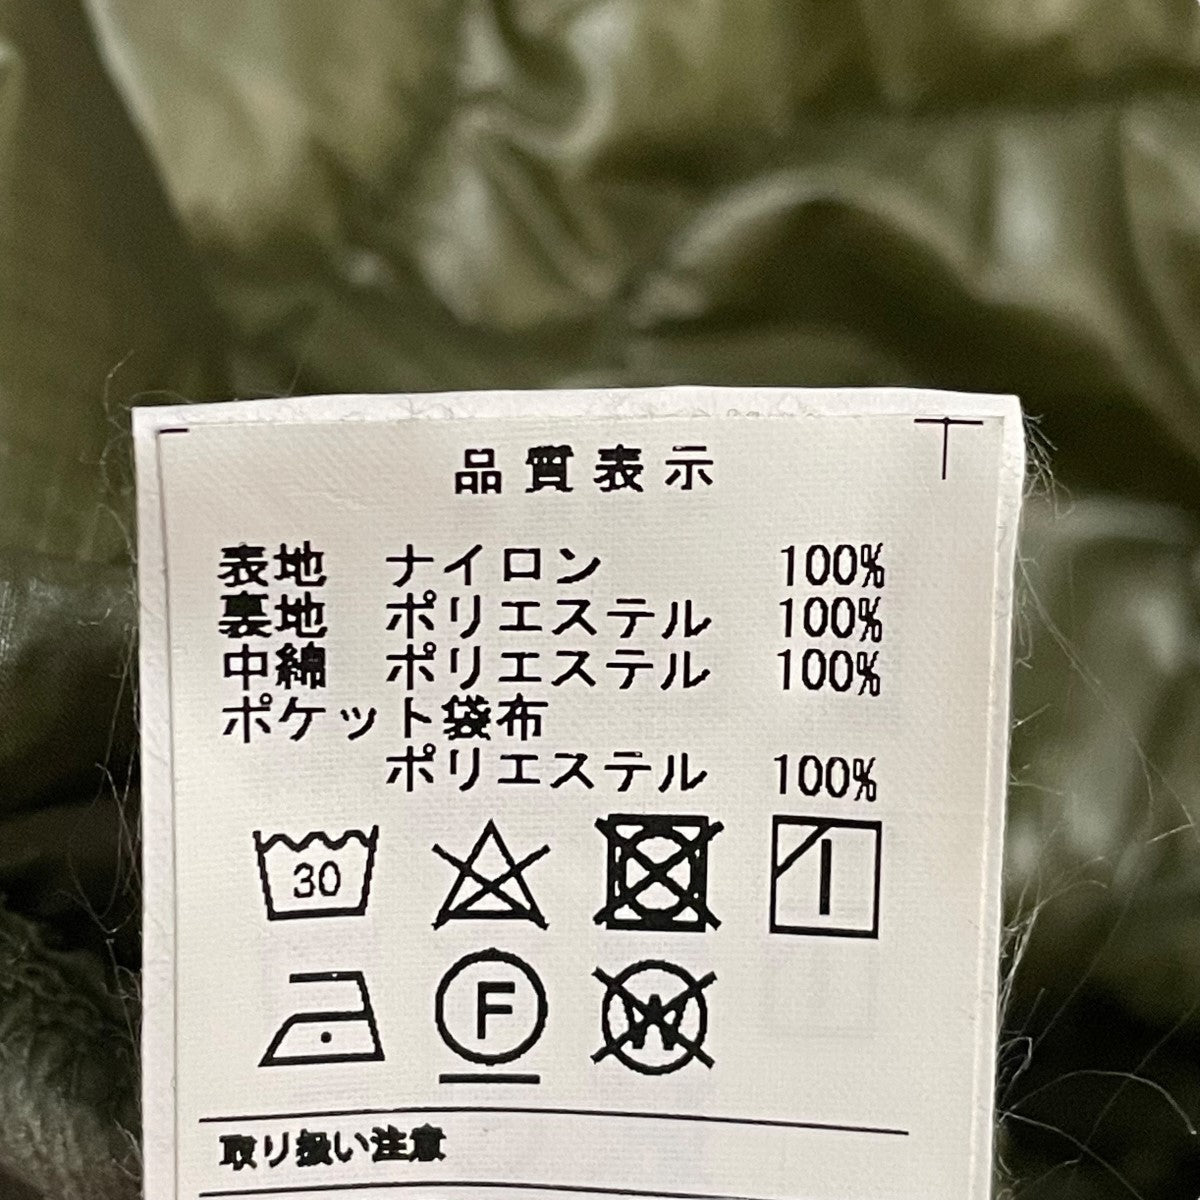 品質表示
表地 ナイロン 100%
裏地 ポリエステル 100%
中綿 ポリエステル 100%
ポケット袋布
ポリエステル 100%
30
F W
取り扱い注意